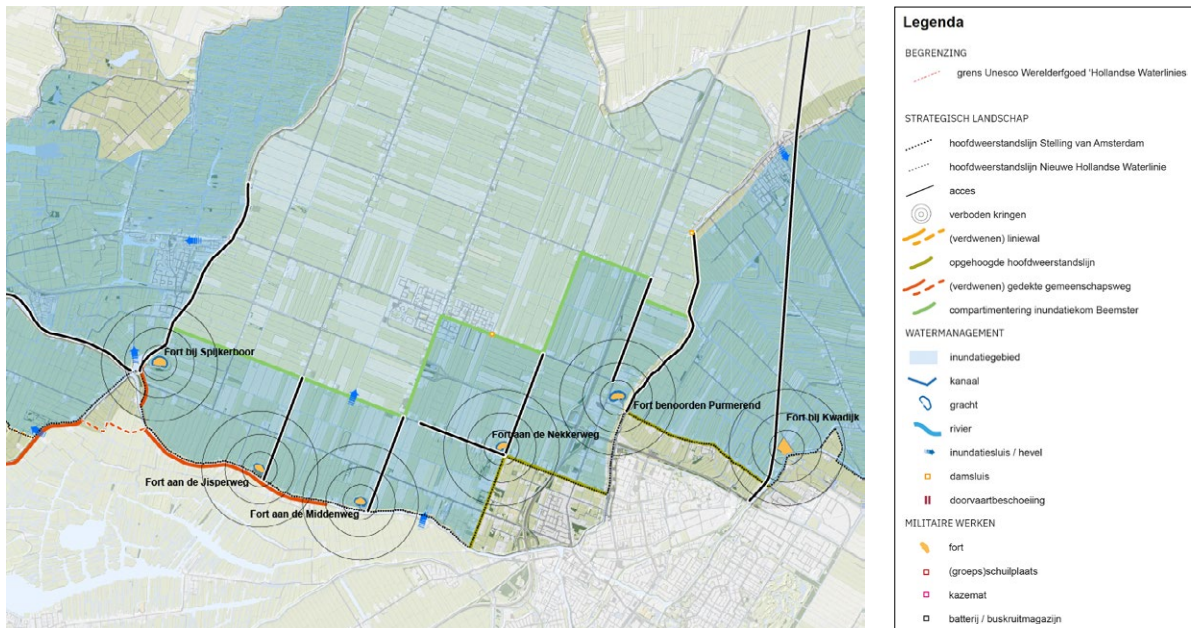 Fort bij Spijkerboor
Fort benoorden Purmerend
Fort bij Kwadijk
Fort aan de Nekkerweg
Fort aan de Jisperweg
Fort aan de Middenweg
Legenda
BEGRENZING
grens Unesco Werelderfgoed 'Hollandse Waterlinies
STRATEGISCH LANDSCHAP
hoofdweerstandslijn Stelling van Amsterdam
hoofdweerstandslijn Nieuwe Hollandse Waterlinie
acces
verboden kringen
(verdwenen) liniewal
opgehoogde hoofdweerstandslijn
(verdwenen) gedekte gemeenschapsweg
compartimentering inundatiekom Beemster
WATERMANAGEMENT
inundatiegebied
kanaal
gracht
rivier
inundatiesluis / hevel
damsluis
doorvaartbeschoeiing
MILITAIRE WERKEN
fort
(groeps)schuilplaats
kazemat
batterij / buskruitmagazijn